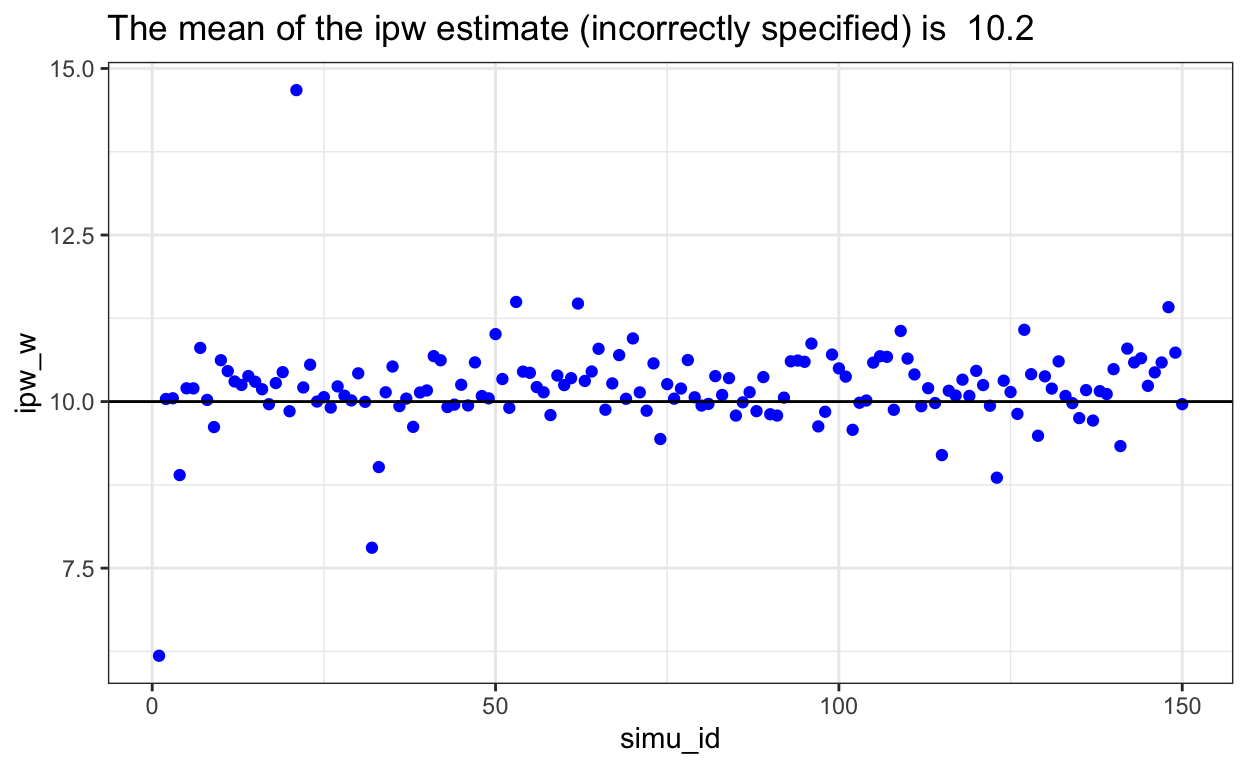 The mean of the ipw estimate (incorrectly specified) is  10.2
15.0
12.5
10.0
7.5
ipw_w
0 50 100 150
simu_id